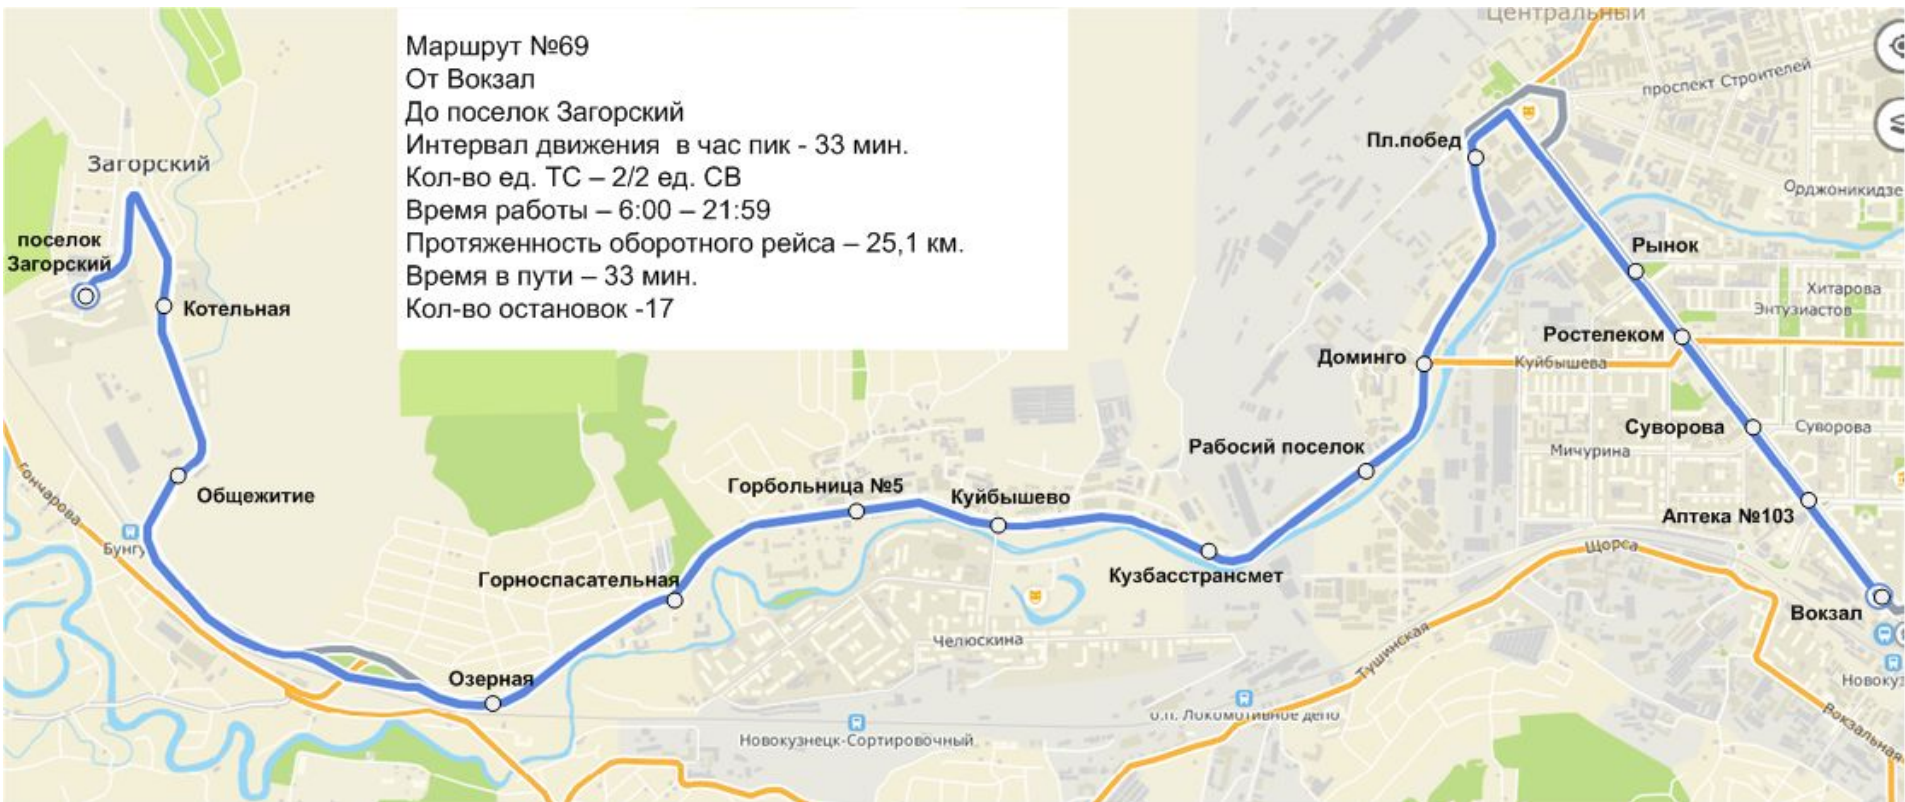 Центральный
Маршрут №69
От Вокзал
До поселок Загорский
Интервал движения в час пик - 33 мин.
Кол-во ед. ТС – 2/2 ед. СВ
Время работы – 6:00 – 21:59
Протяженность оборотного рейса – 25,1 км.
Время в пути – 33 мин.
Кол-во остановок -17
проспект Строителей
Пл.побед
Загорский
Орджоникидзе
поселок
Загорский
Рынок
Хитарова
Энтузиастов
Котельная
Ростелеком
Доминго
Куйбышева
Суворова
Суворова
Рабосий поселок
Мичурина
Горбольница №5
Куйбышево
Общежитие
Гончарова
Аптека №103
Бунгу
Щорса
Горноспасательная
Кузбасстрансмет
Вокзал
Челюскина
Тушинская
Озерная
Новокуз
о.п. Локомотивное депо
Вокзальная
Новокузнецк-Сортировочный